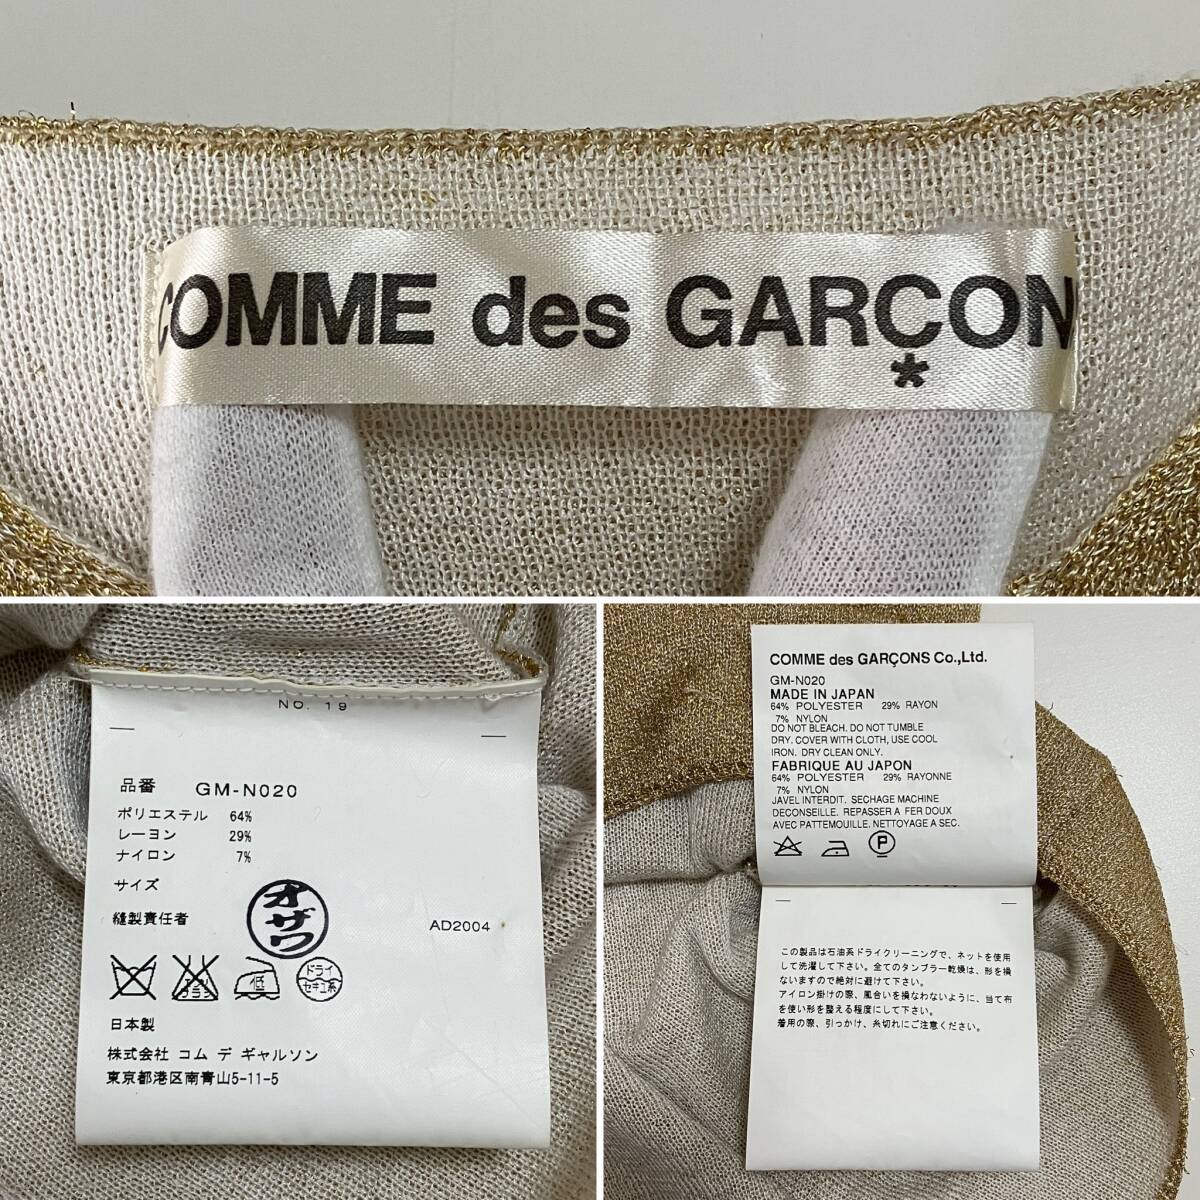 COMME des GARÇON
*
No. 19
品番 GM-N020
ポリエステル 64%
レーヨン 29%
ナイロン 7%
サイズ
縫製責任者
オザワ
AD2004
エンソ
サラシ
低
ドライ
セキユ系
日本製
株式会社 コム デ ギャルソン
東京都港区南青山5-11-5
COMME des GARÇONS Co.,Ltd.
GM-N020
MADE IN JAPAN
64% POLYESTER 29% RAYON
7% NYLON
DO NOT BLEACH. DO NOT TUMBLE
DRY. COVER WITH CLOTH, USE COOL
IRON. DRY CLEAN ONLY.
FABRIQUE AU JAPON
64% POLYESTER 29% RAYONNE
7% NYLON
JAVEL INTERDIT. SECHAGE MACHINE
DECONSEILLE. REPASSER A FER DOUX
AVEC PATTEMOUILLE. NETTOYAGE A SEC.
P
この製品は石油系ドライクリーニングで、ネットを使用
して洗濯して下さい。全てのタンブラー乾燥は、形を損
ないますので絶対に避けて下さい。
アイロン掛けの際、風合いを損なわないように、当て布
を使い形を整える程度にして下さい。
着用の際、引っかけ、糸切れにご注意ください。